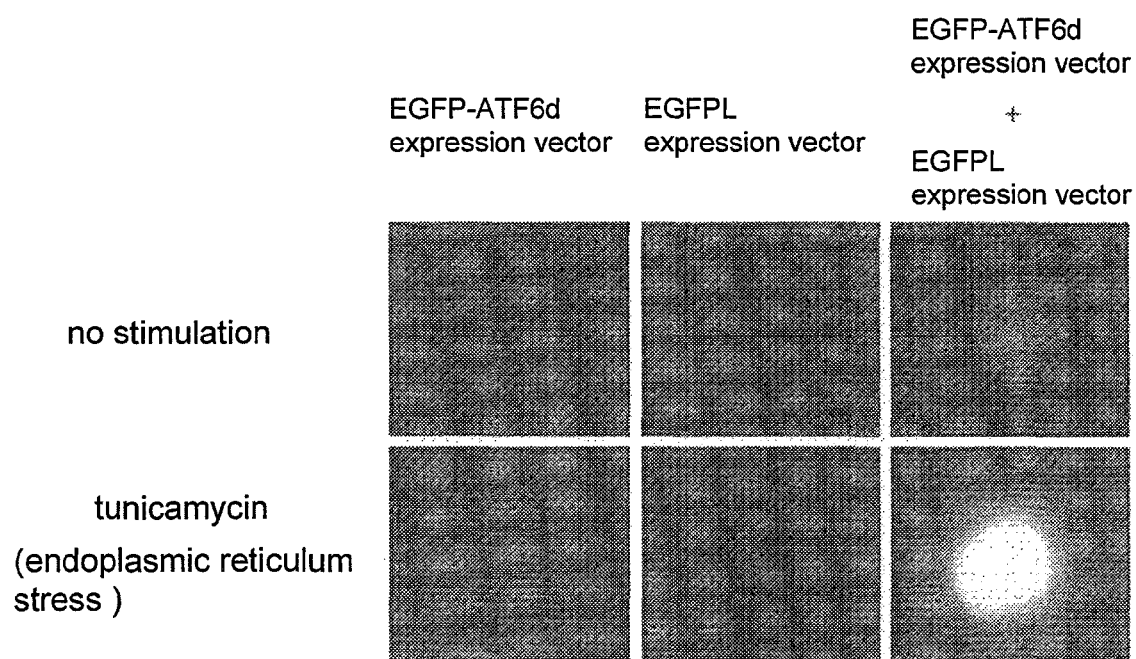 EGFP-ATF6d
expression vector
+
EGFPL
expression vector
EGFP-ATF6d
expression vector
EGFPL
expression vector
no stimulation
tunicamycin
(endoplasmic reticulum
stress )